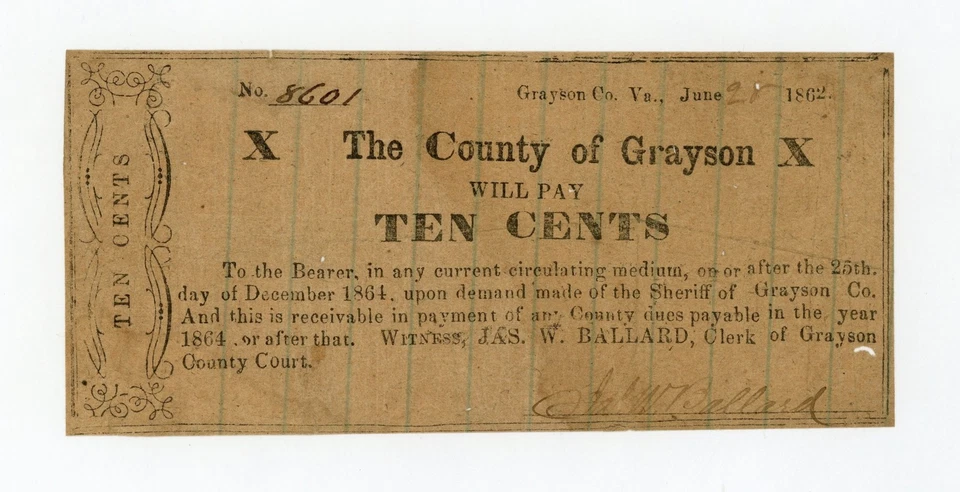 No. 8601 Grayson Co. Va., June 1862.
X The County of Grayson X
WILL PAY
TEN CENTS
To the Bearer, in any current circulating medium, on or after the 25th.
day of December 1864. upon demand made of the Sheriff of Grayson Co.
And this is receivable in payment of any County dues payable in the year
1864 .or after that. WITNESS, JAS. W. BALLARD, Clerk of Grayson
County Court.
Jas W Ballard
TEN CENTS